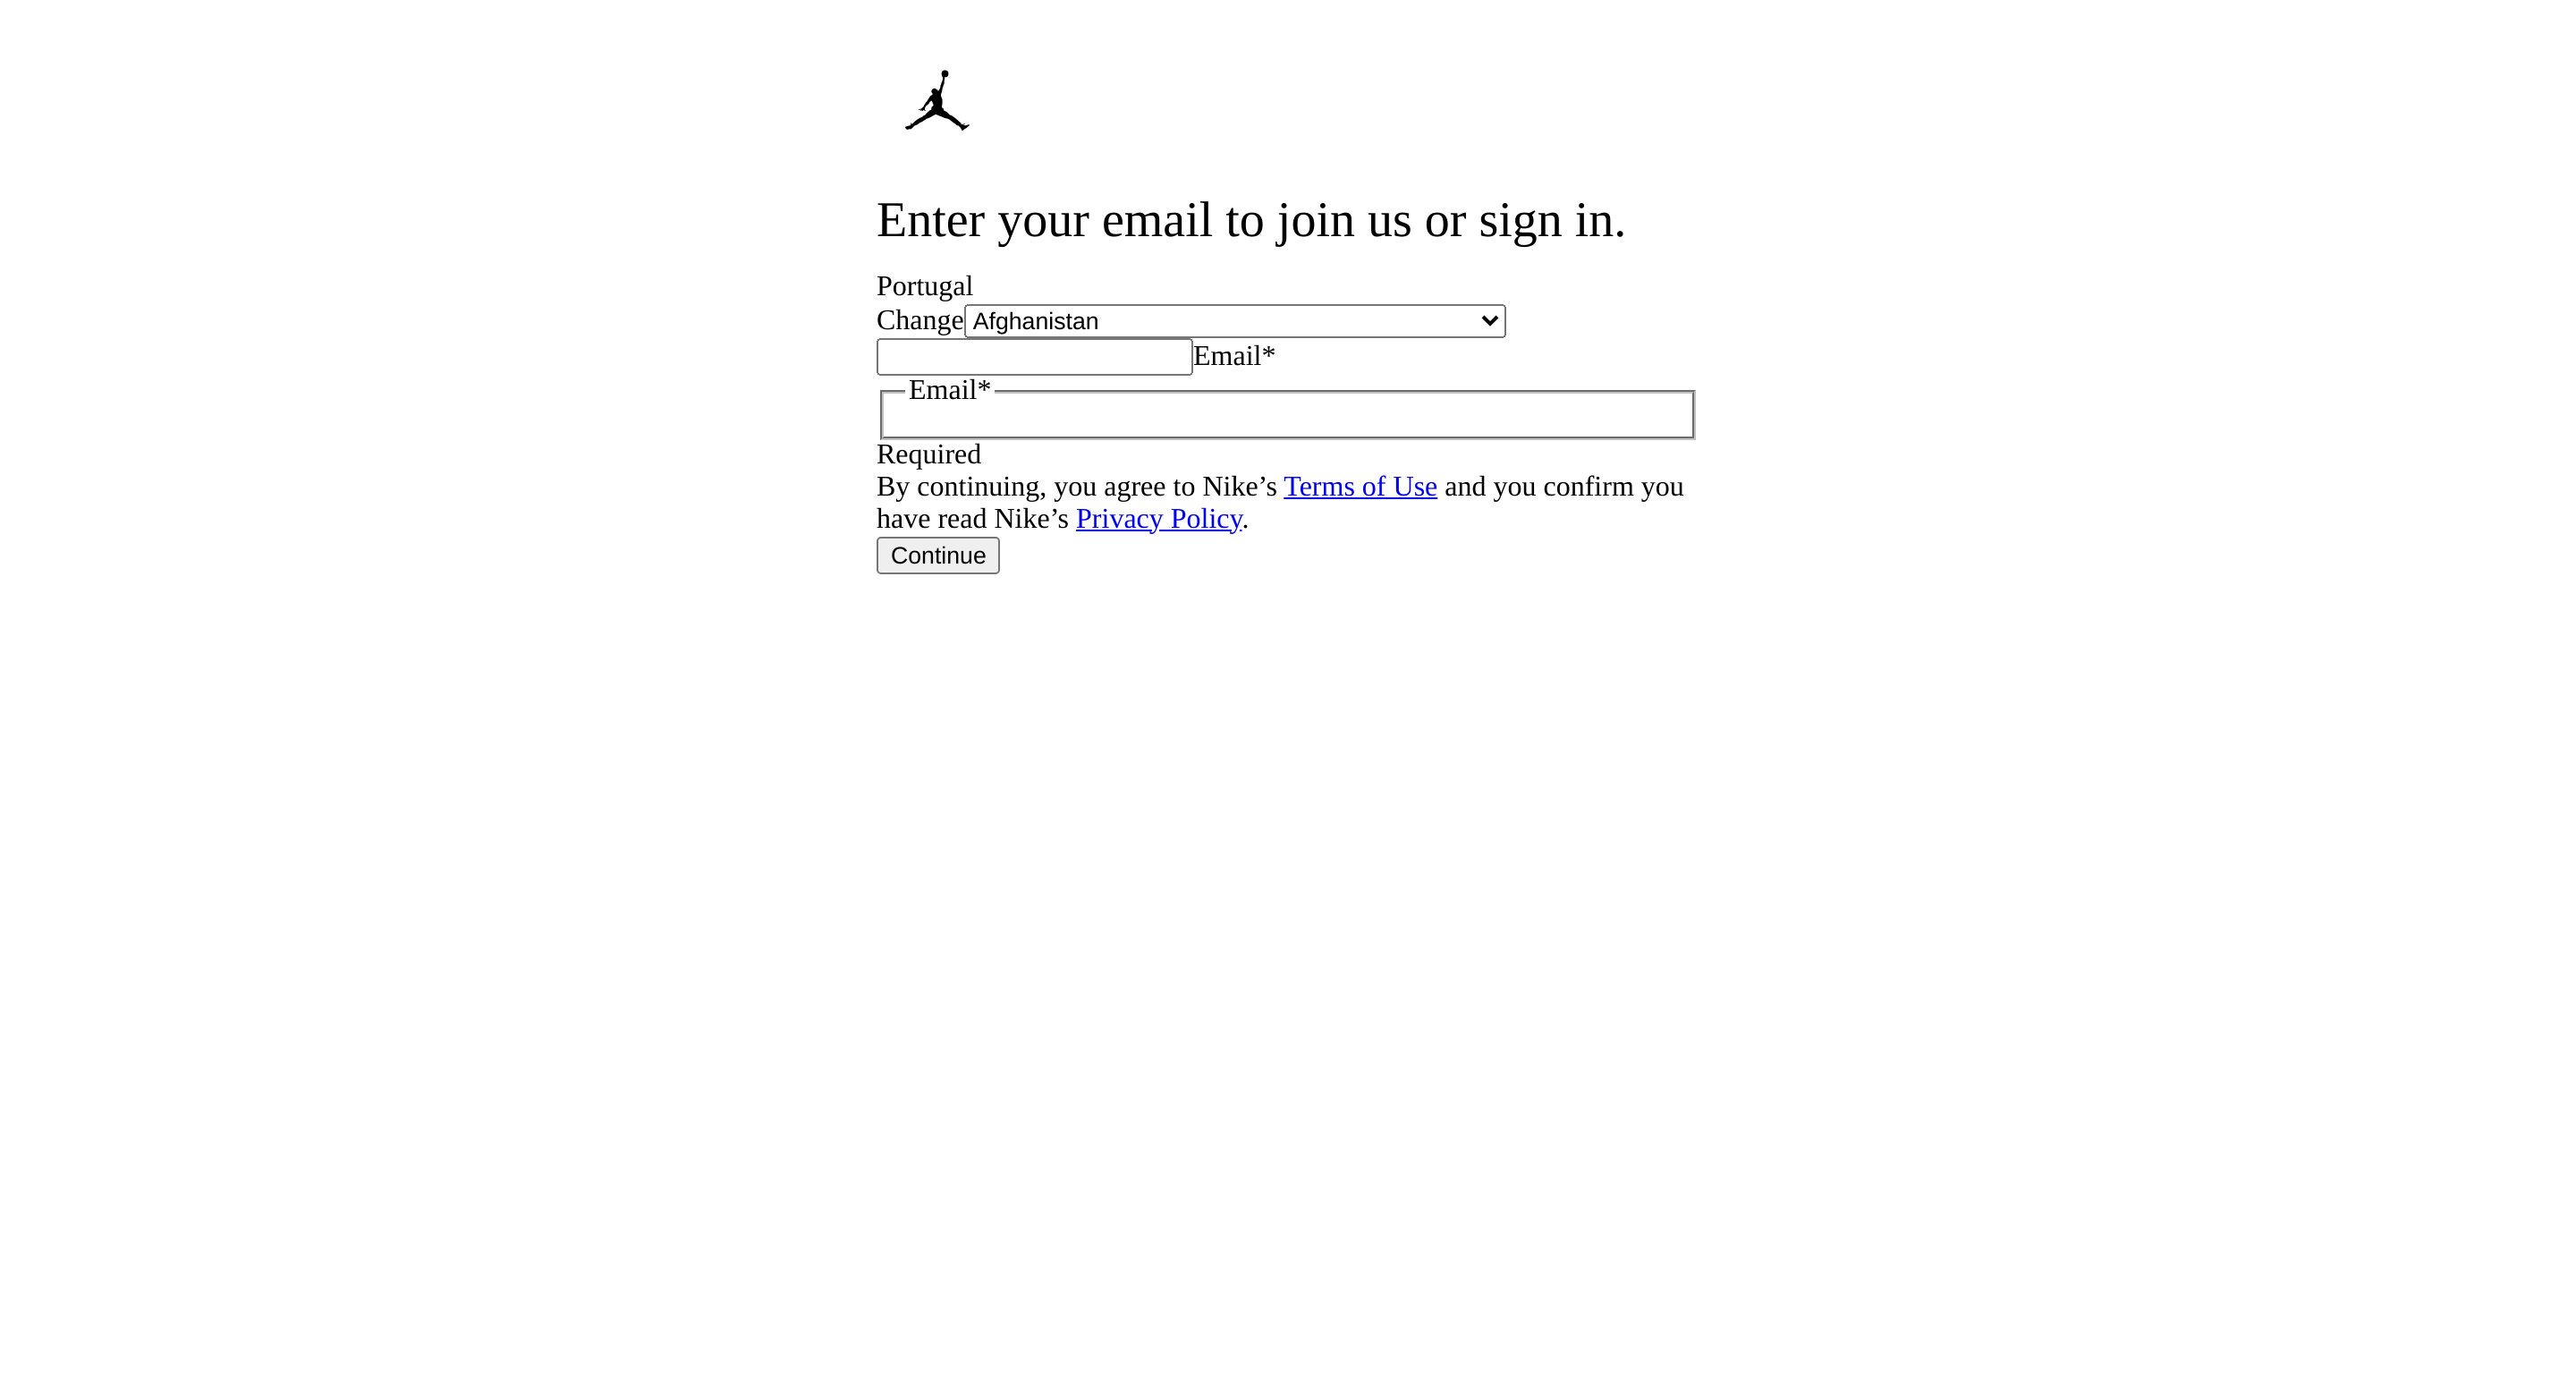 Enter your email to join us or sign in.
Portugal
Change Afghanistan
Email*
Email*
Required
By continuing, you agree to Nike’s Terms of Use and you confirm you
have read Nike’s Privacy Policy.
Continue